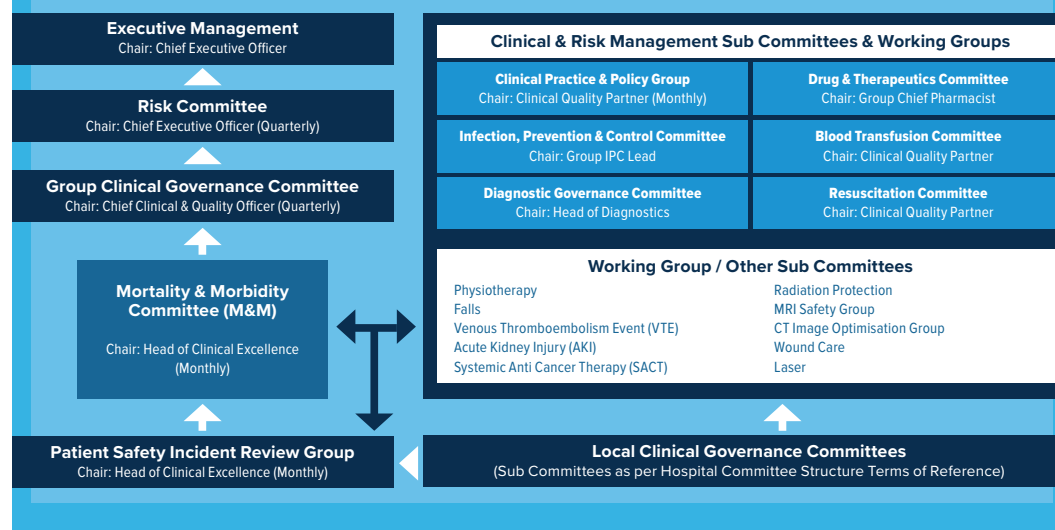 Executive Management
Chair: Chief Executive Officer
Risk Committee
Chair: Chief Executive Officer (Quarterly)
Group Clinical Governance Committee
Chair: Chief Clinical & Quality Officer (Quarterly)
Mortality & Morbidity
Committee (M&M)
Chair: Head of Clinical Excellence
(Monthly)
Patient Safety Incident Review Group
Chair: Head of Clinical Excellence (Monthly)
Clinical & Risk Management Sub Committees & Working Groups
Clinical Practice & Policy Group
Chair: Clinical Quality Partner (Monthly)
Drug & Therapeutics Committee
Chair: Group Chief Pharmacist
Infection, Prevention & Control Committee
Chair: Group IPC Lead
Blood Transfusion Committee
Chair: Clinical Quality Partner
Diagnostic Governance Committee
Chair: Head of Diagnostics
Resuscitation Committee
Chair: Clinical Quality Partner
Working Group / Other Sub Committees
Physiotherapy
Falls
Venous Thromboembolism Event (VTE)
Acute Kidney Injury (AKI)
Systemic Anti Cancer Therapy (SACT)
Radiation Protection
MRI Safety Group
CT Image Optimisation Group
Wound Care
Laser
Local Clinical Governance Committees
(Sub Committees as per Hospital Committee Structure Terms of Reference)